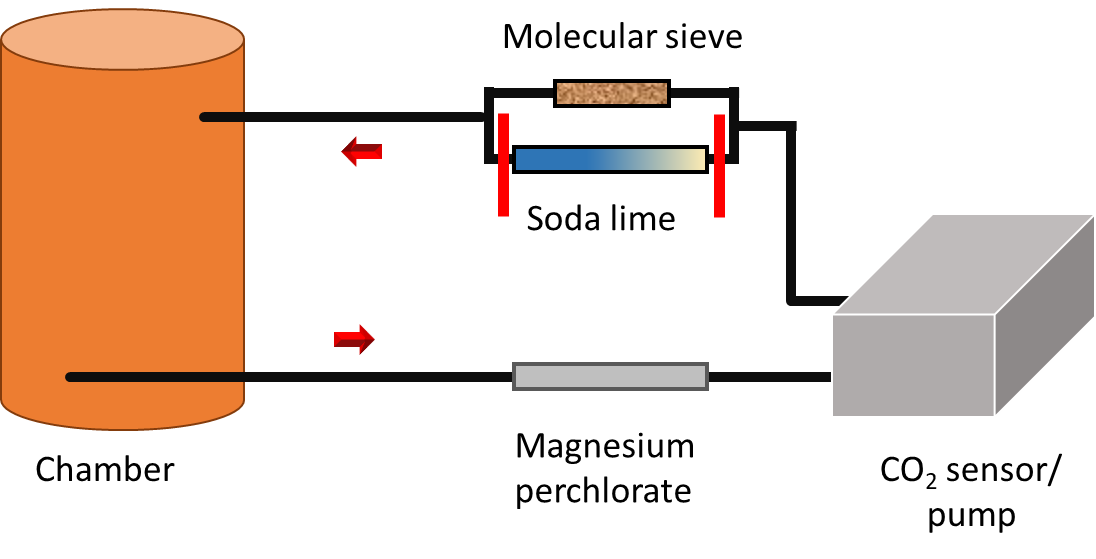 Molecular sieve
Soda lime
Magnesium
perchlorate
Chamber
CO₂ sensor/
pump